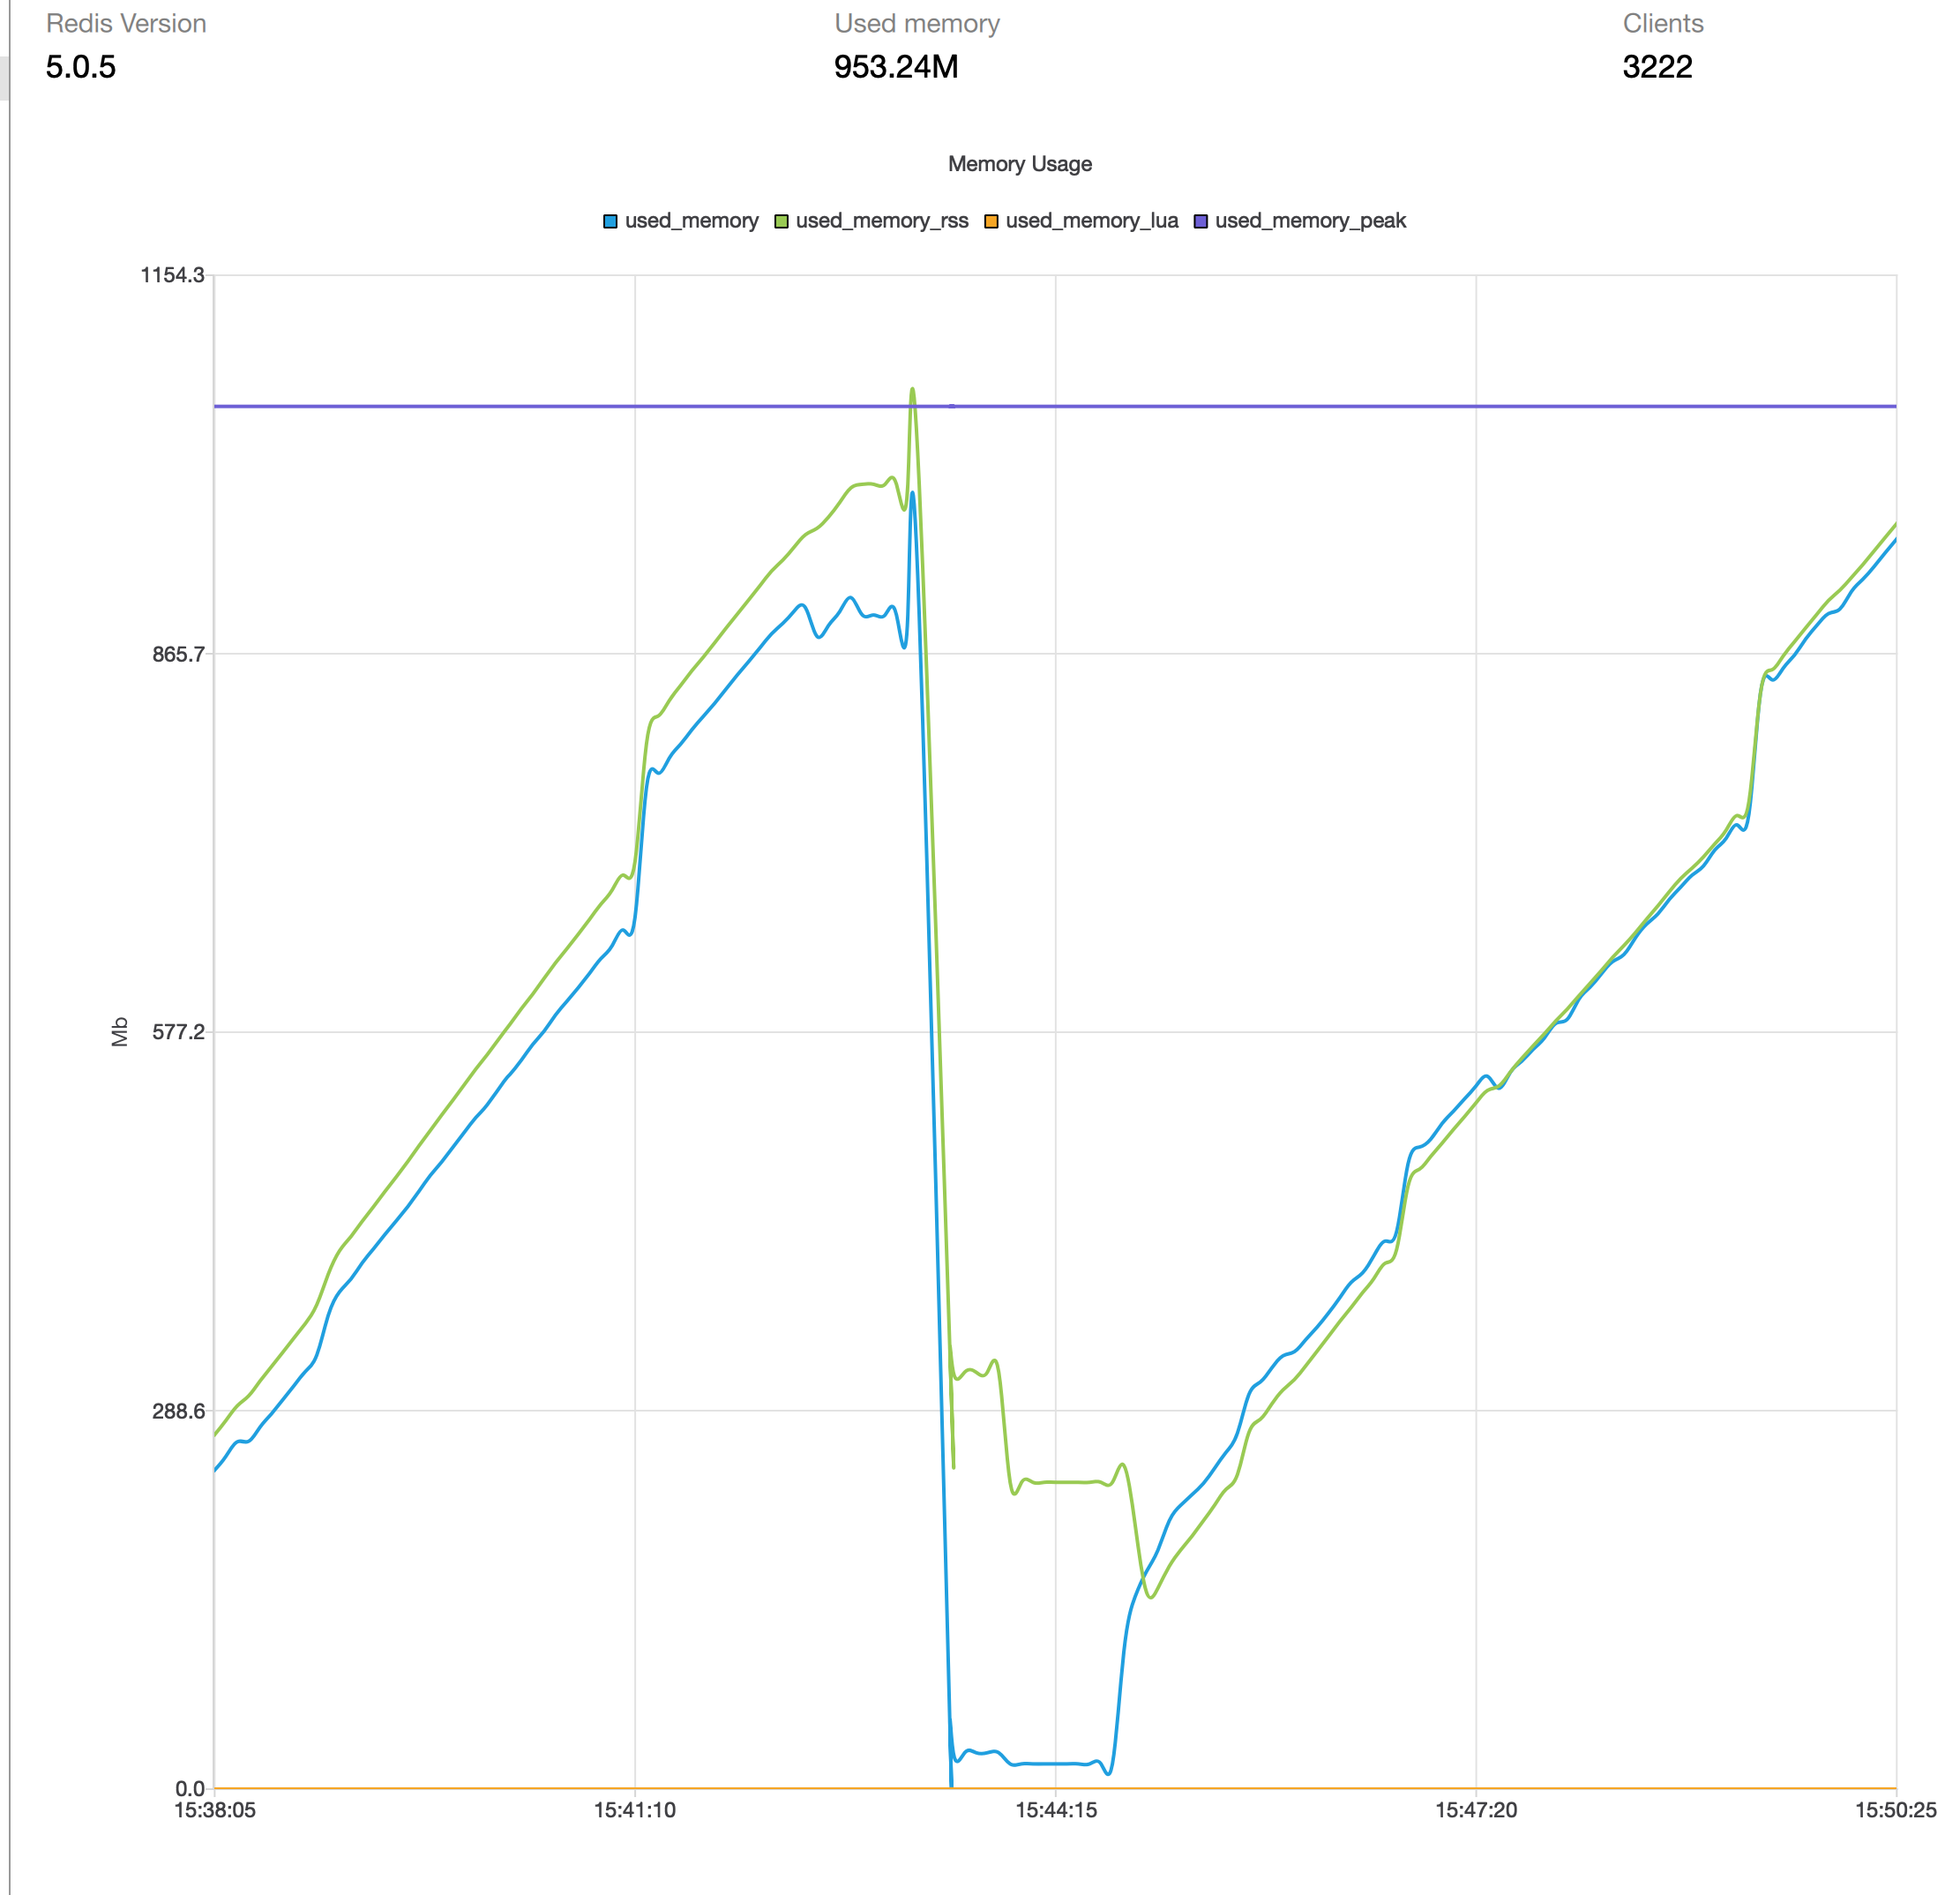 Redis Version Used memory Clients
5.0.5 953.24M 3222
Memory Usage
used_memory used_memory_rss used_memory_lua used_memory_peak
1154.3
865.7
Mb
577.2
288.6
0.0
15:38:05 15:41:10 15:44:15 15:47:20 15:50:25